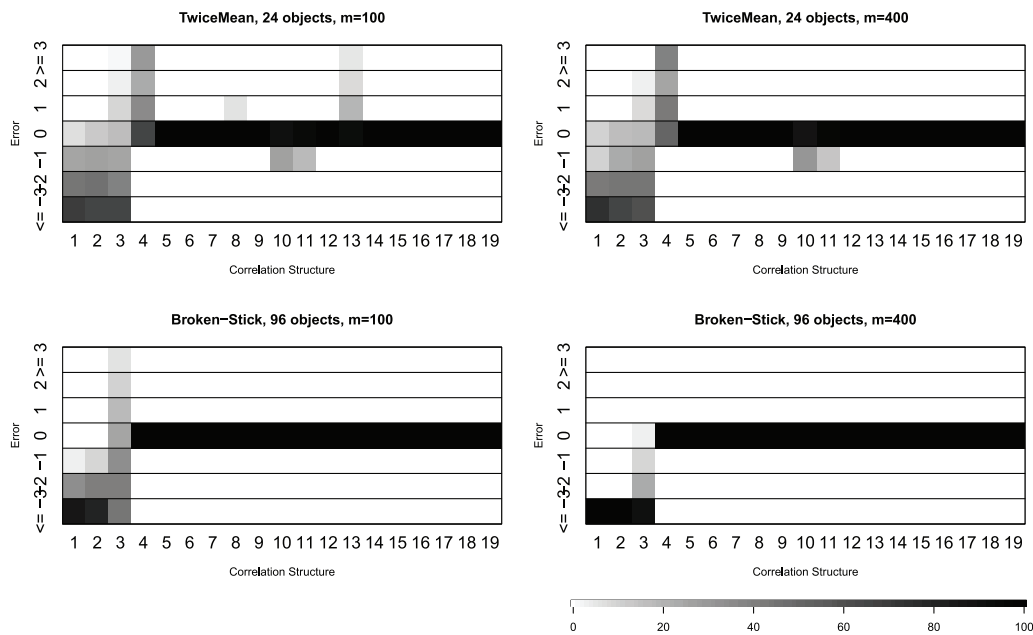 TwiceMean, 24 objects, m=100
TwiceMean, 24 objects, m=400
Error
<= −3 −2 −1 0 1 2 >= 3
1 2 3 4 5 6 7 8 9 10 11 12 13 14 15 16 17 18 19
Correlation Structure
Error
<= −3 −2 −1 0 1 2 >= 3
1 2 3 4 5 6 7 8 9 10 11 12 13 14 15 16 17 18 19
Correlation Structure
Broken−Stick, 96 objects, m=100
Broken−Stick, 96 objects, m=400
Error
<= −3 −2 −1 0 1 2 >= 3
1 2 3 4 5 6 7 8 9 10 11 12 13 14 15 16 17 18 19
Correlation Structure
Error
<= −3 −2 −1 0 1 2 >= 3
1 2 3 4 5 6 7 8 9 10 11 12 13 14 15 16 17 18 19
Correlation Structure
0 20 40 60 80 100